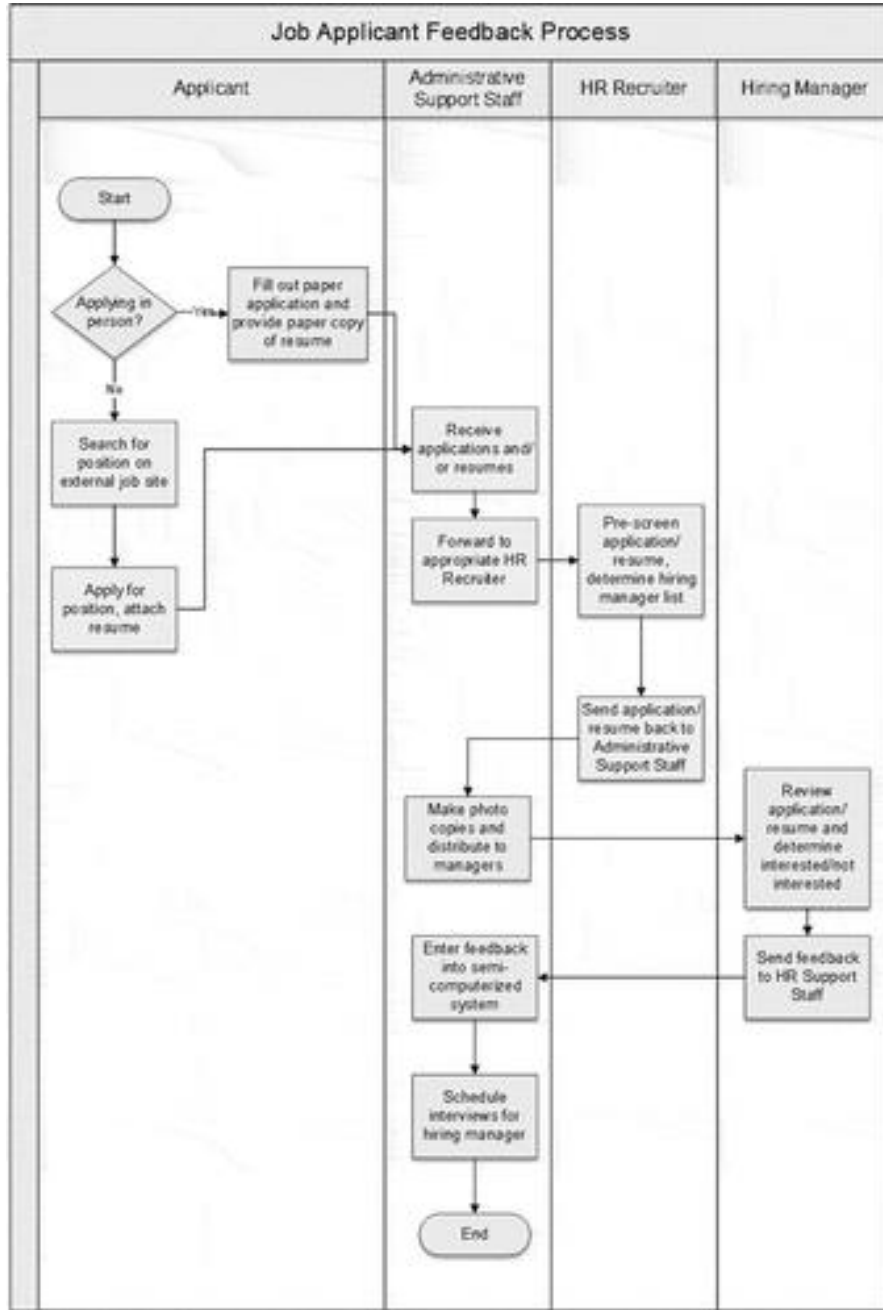 Job Applicant Feedback Process
Applicant
Administrative
Support Staff
HR Recruiter
Hiring Manager
Start
Applying in
person?
Yes
Fill out paper
application and
provide paper copy
of resume
No
Search for
position on
external job site
Apply for
position, attach
resume
Receive
applications and/
or resumes
Forward to
appropriate HR
Recruiter
Pre-screen
application/
resume,
determine hiring
manager list
Send application/
resume back to
Administrative
Support Staff
Make photo
copies and
distribute to
managers
Review
application/
resume and
determine
interested/not
interested
Send feedback
to HR Support
Staff
Enter feedback
into semi-
computerized
system
Schedule
interviews for
hiring manager
End